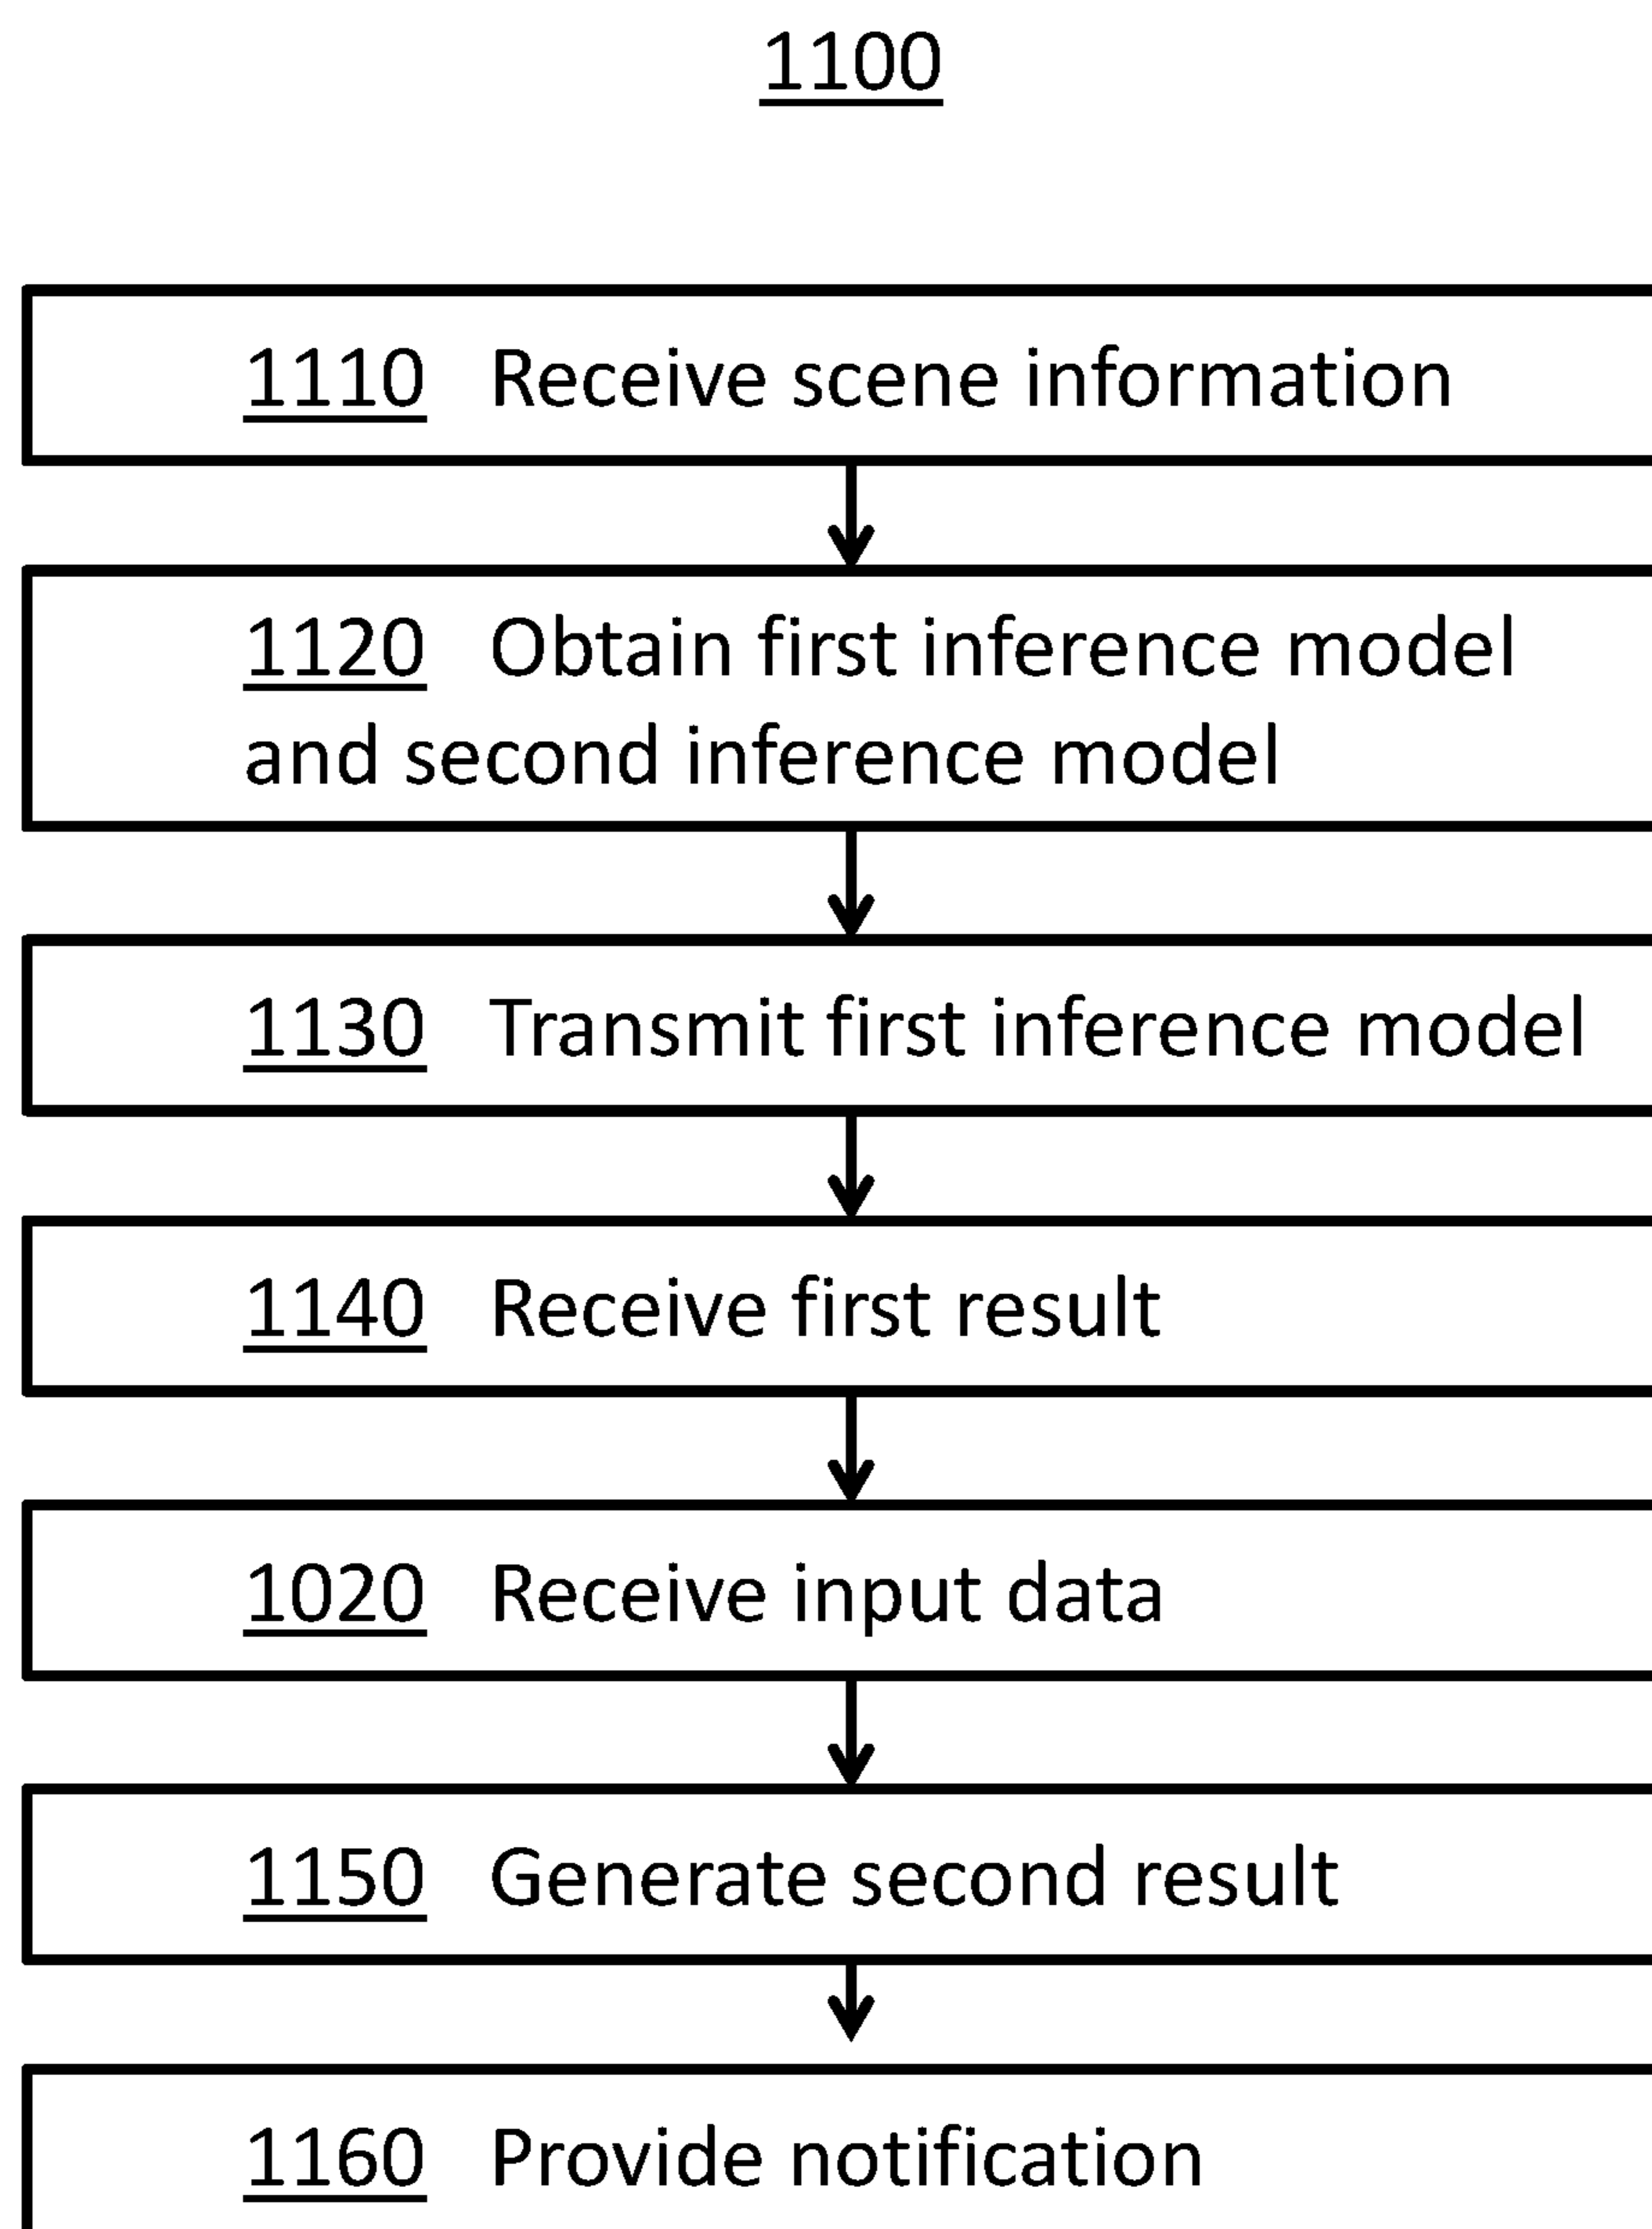 1100
1110 Receive scene information
1120 Obtain first inference model
and second inference model
1130 Transmit first inference model
1140 Receive first result
1020 Receive input data
1150 Generate second result
1160 Provide notification